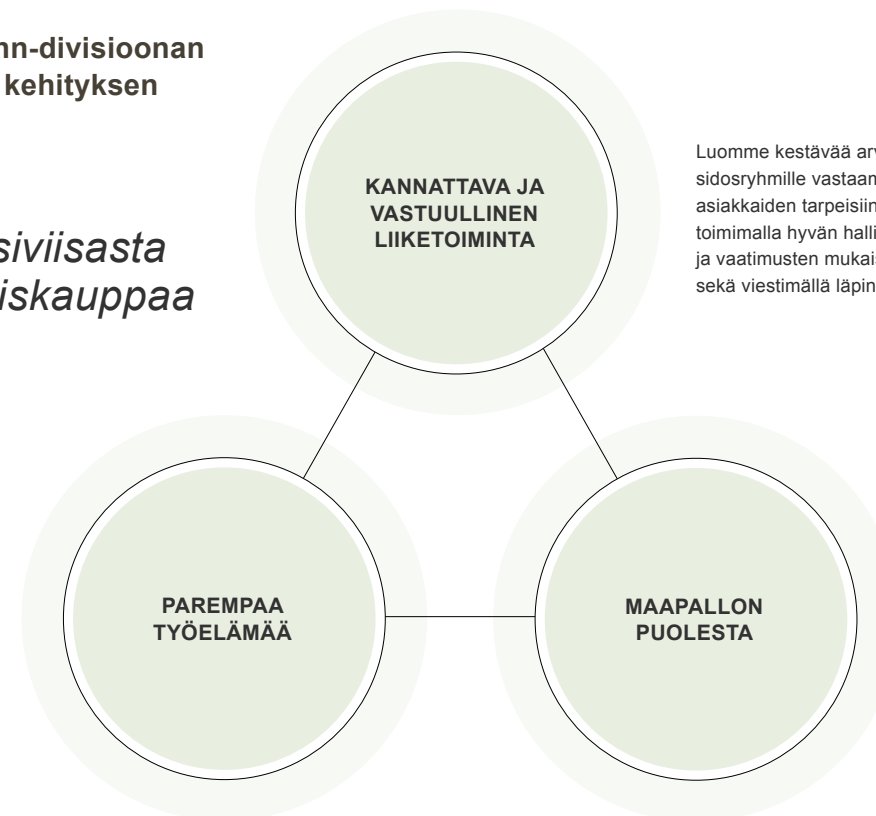 nn-divisioonan
kehityksen
siviisasta
iskauppaa
KANNATTAVA JA
VASTUULLINEN
LIIKETOIMINTA
Luomme kestävää arv
sidosryhmille vastaam
asiakkaiden tarpeisiin
toimimalla hyvän halli
ja vaatimusten mukais
sekä viestimällä läpin
PAREMPAA
TYÖELÄMÄÄ
MAAPALLON
PUOLESTA